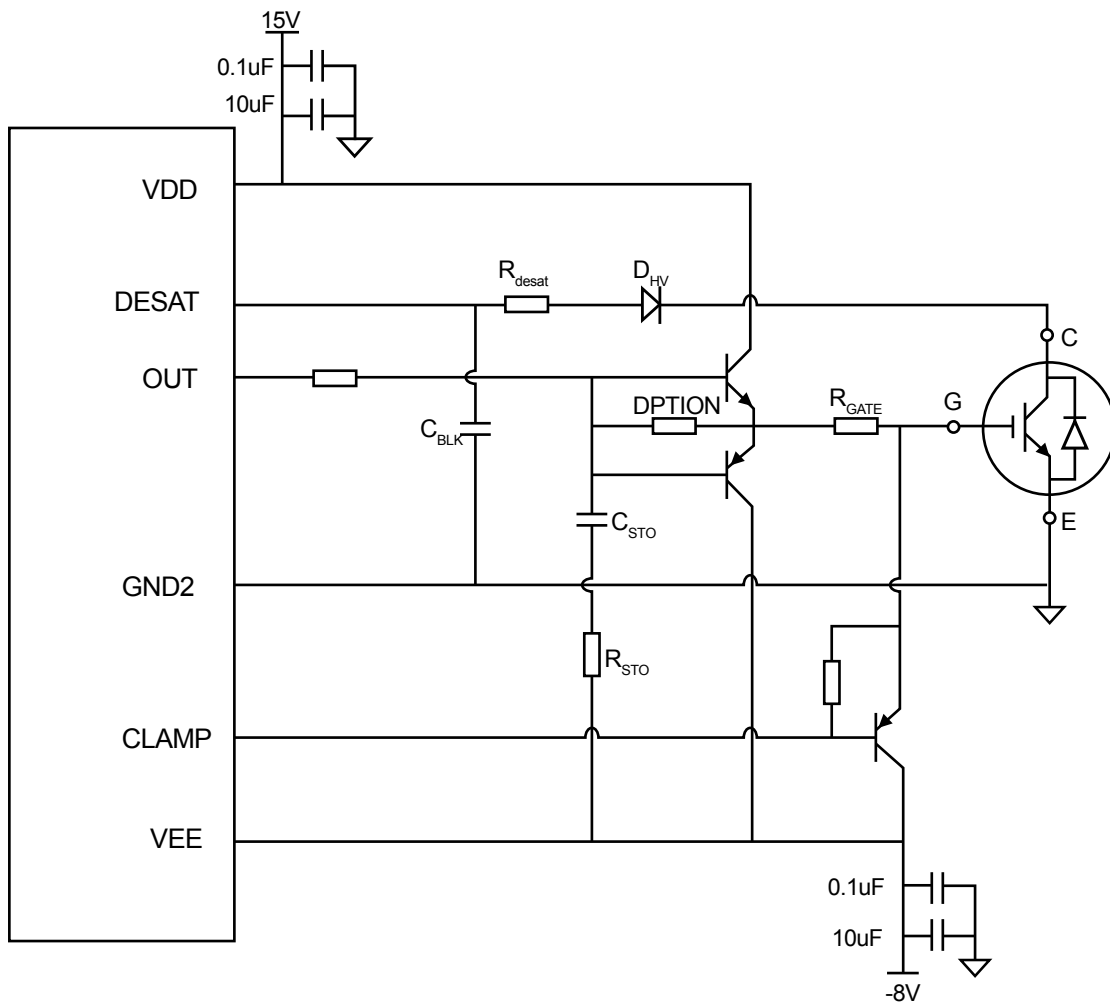 15V
0.1uF
10uF
VDD
DESAT
R_desat
D_HV
C
OUT
DPTION
R_GATE
G
C_BLK
E
C_STO
GND2
R_STO
CLAMP
VEE
0.1uF
10uF
-8V